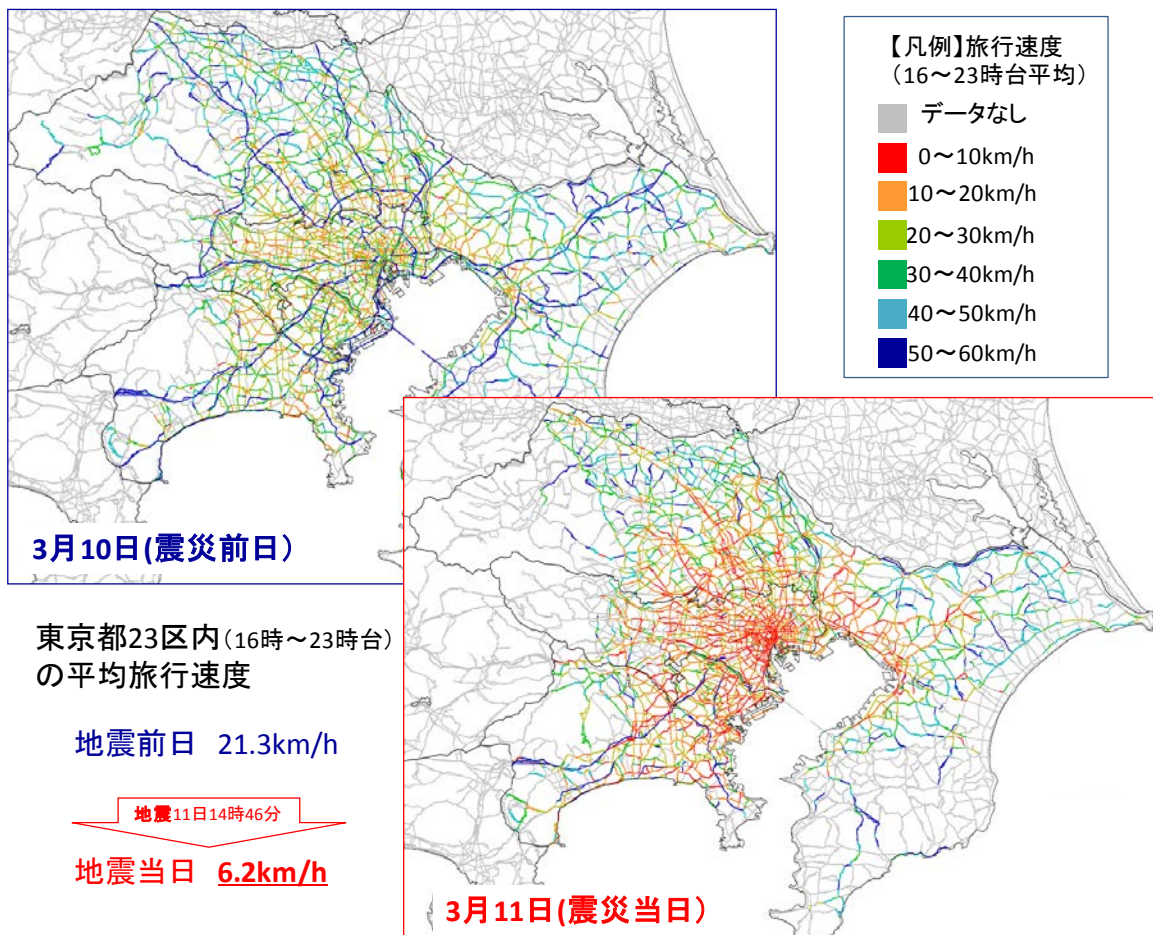 【凡例】旅行速度
（16～23時台平均）
データなし
0～10km/h
10～20km/h
20～30km/h
30～40km/h
40～50km/h
50～60km/h
3月10日(震災前日）
東京都23区内（16時～23時台）
の平均旅行速度
地震前日 21.3km/h
地震11日14時46分
地震当日 6.2km/h
3月11日(震災当日）